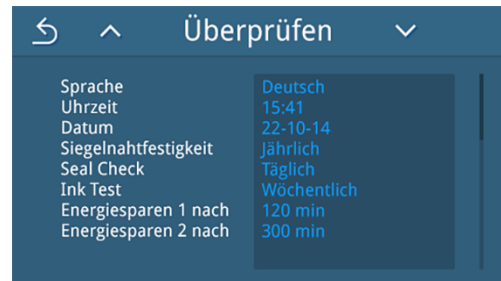 Überprüfen
Sprache Deutsch
Uhrzeit 15:41
Datum 22-10-14
Siegelnahtfestigkeit Jährlich
Seal Check Täglich
Ink Test Wöchentlich
Energiesparen 1 nach 120 min
Energiesparen 2 nach 300 min